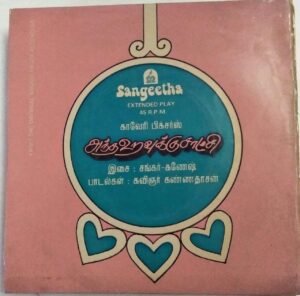 Sangeetha
EXTENDED PLAY
45 R.P.M.
காவேரி பிக்சர்ஸ்
அந்த உறவுக்கு சாட்சி
இசை : சங்கர்-கணேஷ்
பாடல்கள் : கவிஞர் கண்ணதாசன்